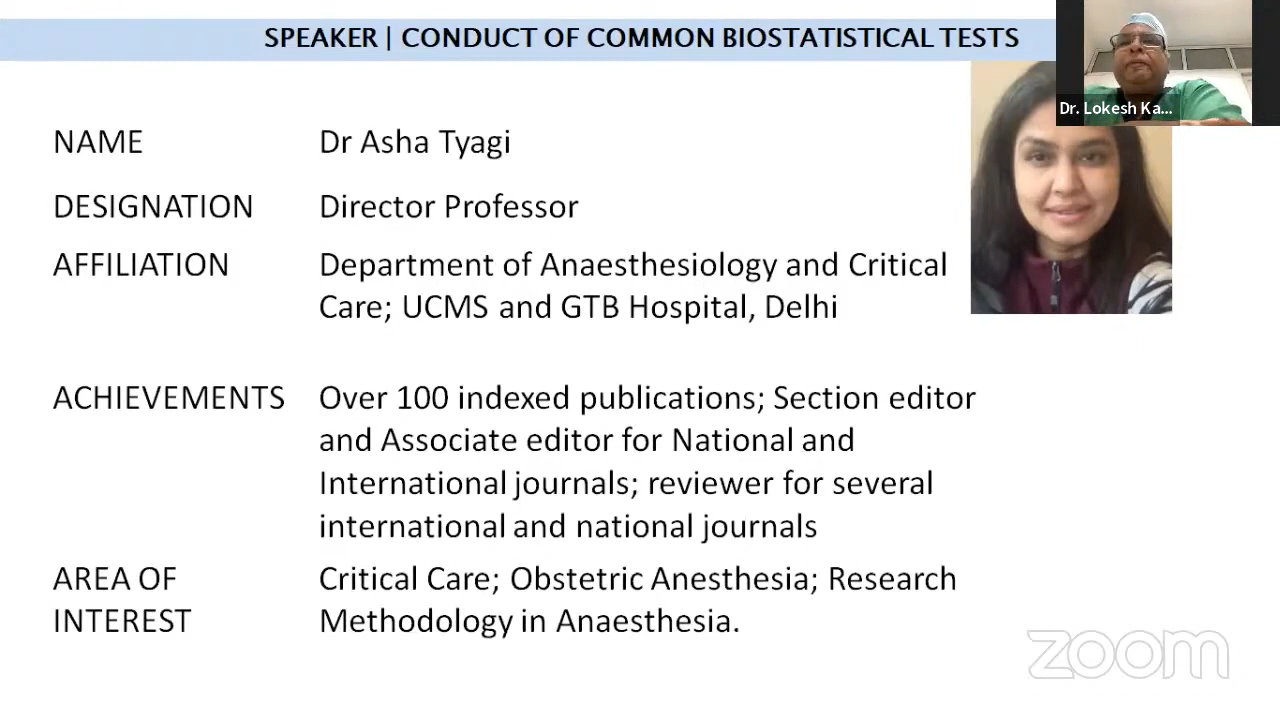 SPEAKER | CONDUCT OF COMMON BIOSTATISTICAL TESTS
Dr. Lokesh Ka...
NAME Dr Asha Tyagi
DESIGNATION Director Professor
AFFILIATION Department of Anaesthesiology and Critical
Care; UCMS and GTB Hospital, Delhi
ACHIEVEMENTS Over 100 indexed publications; Section editor
and Associate editor for National and
International journals; reviewer for several
international and national journals
AREA OF Critical Care; Obstetric Anesthesia; Research
INTEREST Methodology in Anaesthesia.
zoom